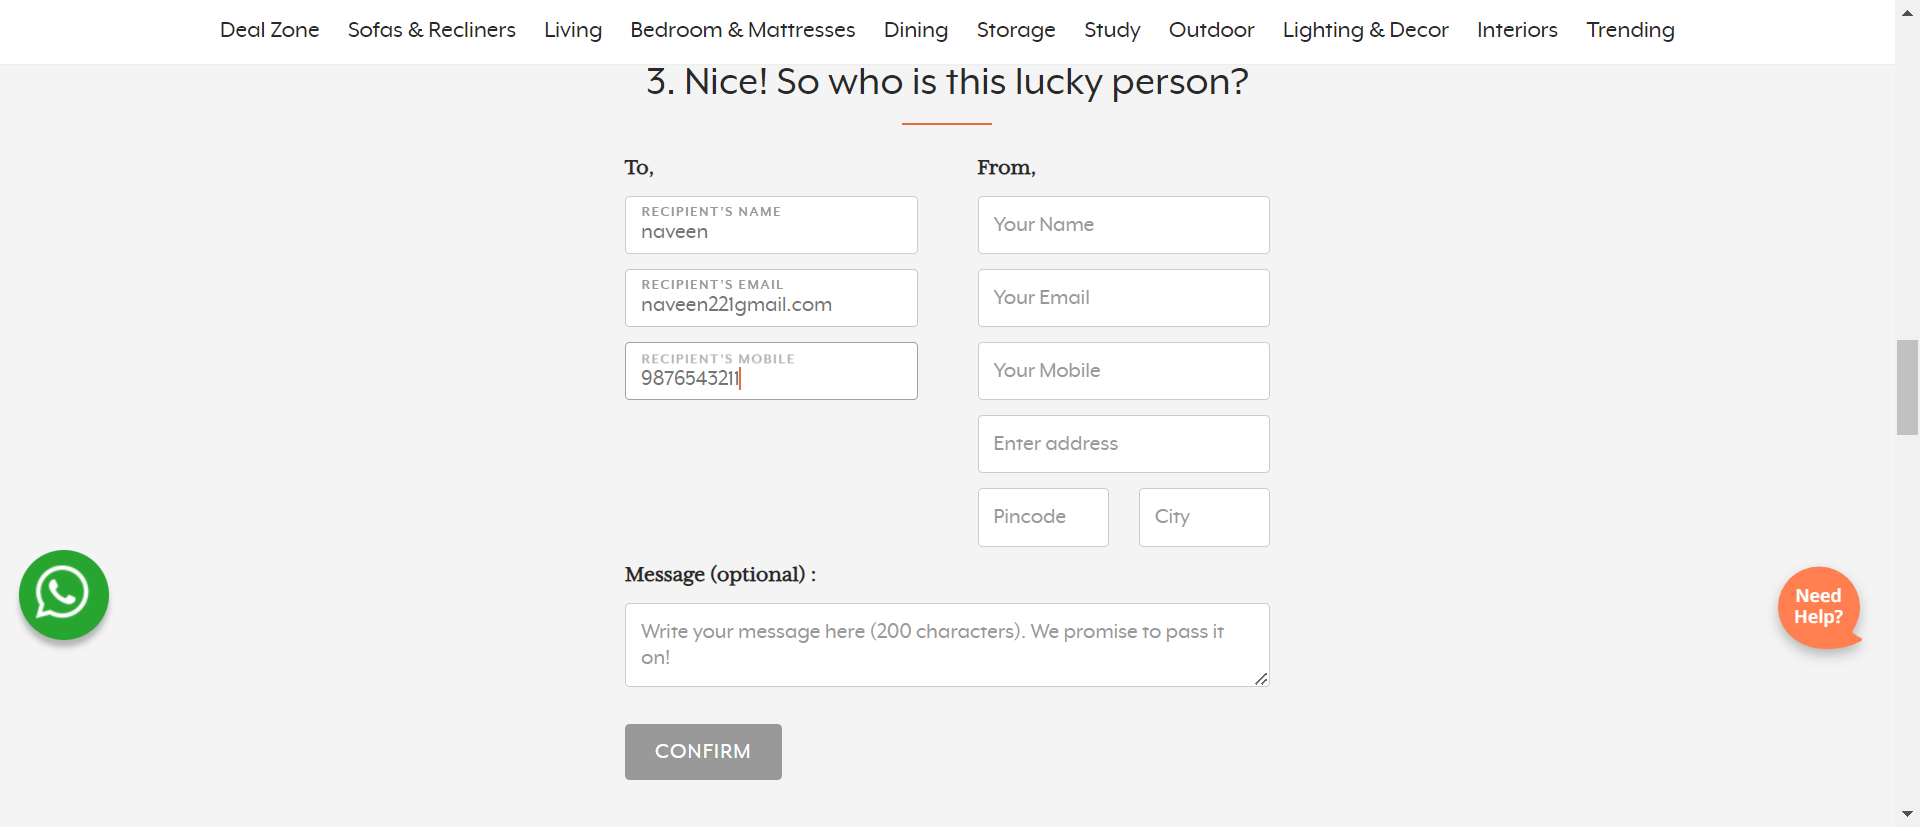 Deal Zone Sofas & Recliners Living Bedroom & Mattresses Dining Storage Study Outdoor Lighting & Decor Interiors Trending
3. Nice! So who is this lucky person?
To,
RECIPIENT'S NAME
naveen
RECIPIENT'S EMAIL
naveen221gmail.com
RECIPIENT'S MOBILE
9876543211
From,
Your Name
Your Email
Your Mobile
Enter address
Pincode City
Message (optional) :
Write your message here (200 characters). We promise to pass it
on!
CONFIRM
Need
Help?